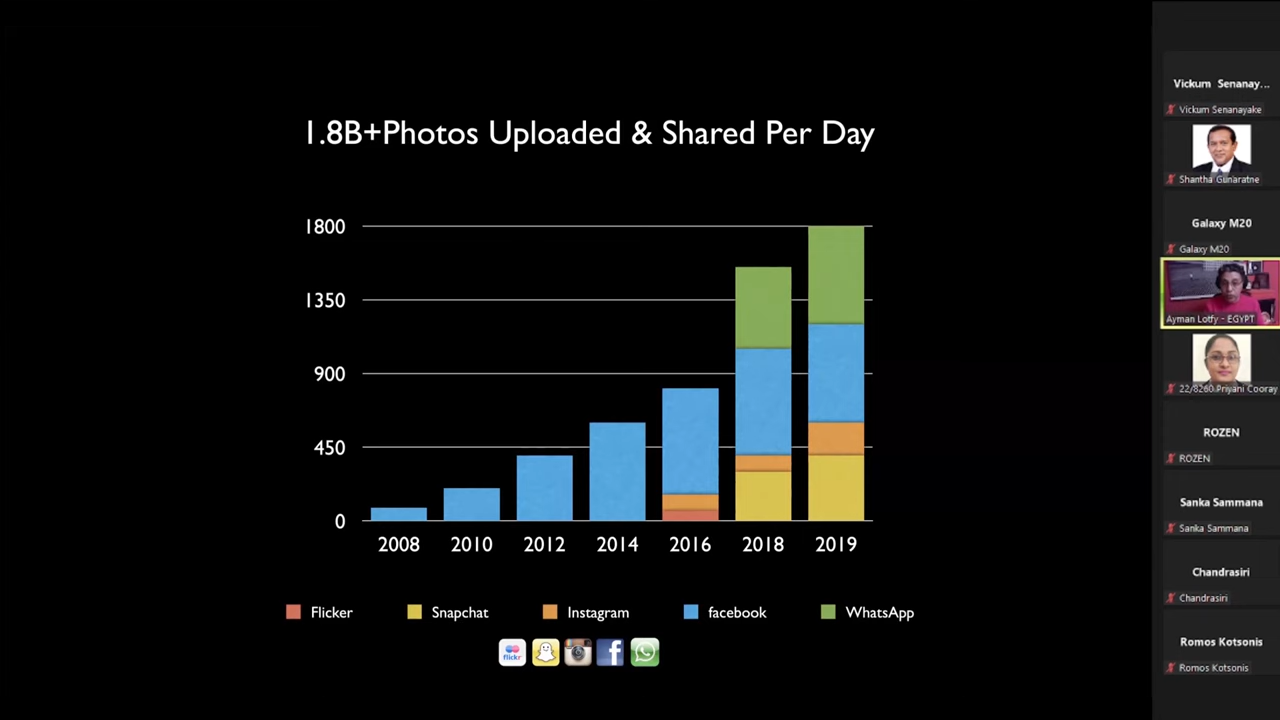 1.8B+Photos Uploaded & Shared Per Day
1800
1350
900
450
0
2008 2010 2012 2014 2016 2018 2019
Flicker Snapchat Instagram facebook WhatsApp
flickr
Vickum Senanay...
Vickum Senanayake
Shantha Gunaratne
Galaxy M20
Galaxy M20
Ayman Lotfy - EGYPT
22/8260 Priyani Cooray
ROZEN
ROZEN
Sanka Sammana
Sanka Sammana
Chandrasiri
Chandrasiri
Romos Kotsonis
Romos Kotsonis